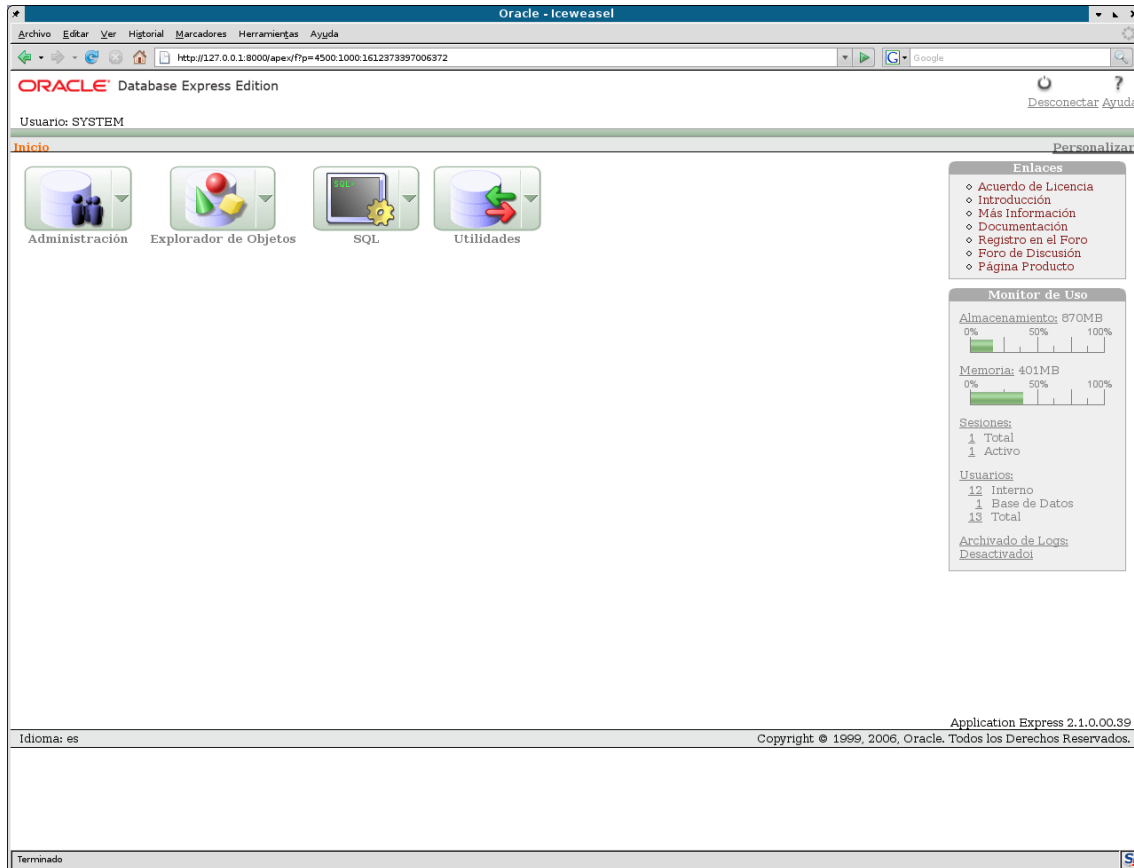 Oracle - Iceweasel
Archivo Editar Ver Historial Marcadores Herramientas Ayuda
http://127.0.0.1:8000/apex/f?p=4500:1000:1612373397006372
G Google
ORACLE Database Express Edition
Desconectar Ayuda
Usuario: SYSTEM
Inicio Personalizar
SQL>
Administración Explorador de Objetos SQL Utilidades
Enlaces
Acuerdo de Licencia
Introducción
Más Información
Documentación
Registro en el Foro
Foro de Discusión
Página Producto
Monitor de Uso
Almacenamiento: 870MB
0% 50% 100%
Memoria: 401MB
0% 50% 100%
Sesiones:
1 Total
1 Activo
Usuarios:
12 Interno
1 Base de Datos
13 Total
Archivado de Logs:
Desactivadoi
Application Express 2.1.0.00.39
Idioma: es Copyright © 1999, 2006, Oracle. Todos los Derechos Reservados.
Terminado
S